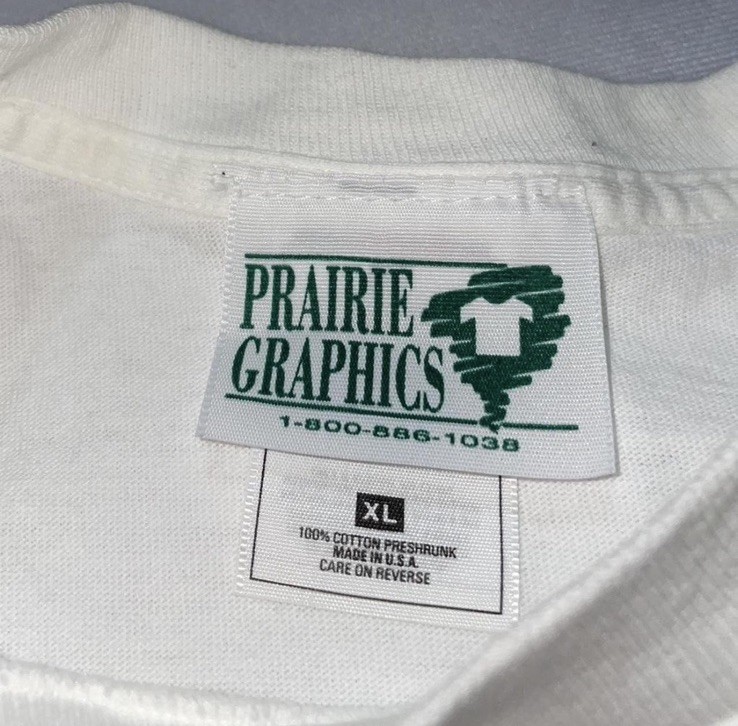 PRAIRIE
GRAPHICS
1-800-886-1038
XL
100% COTTON PRESHRUNK
MADE IN U.S.A.
CARE ON REVERSE